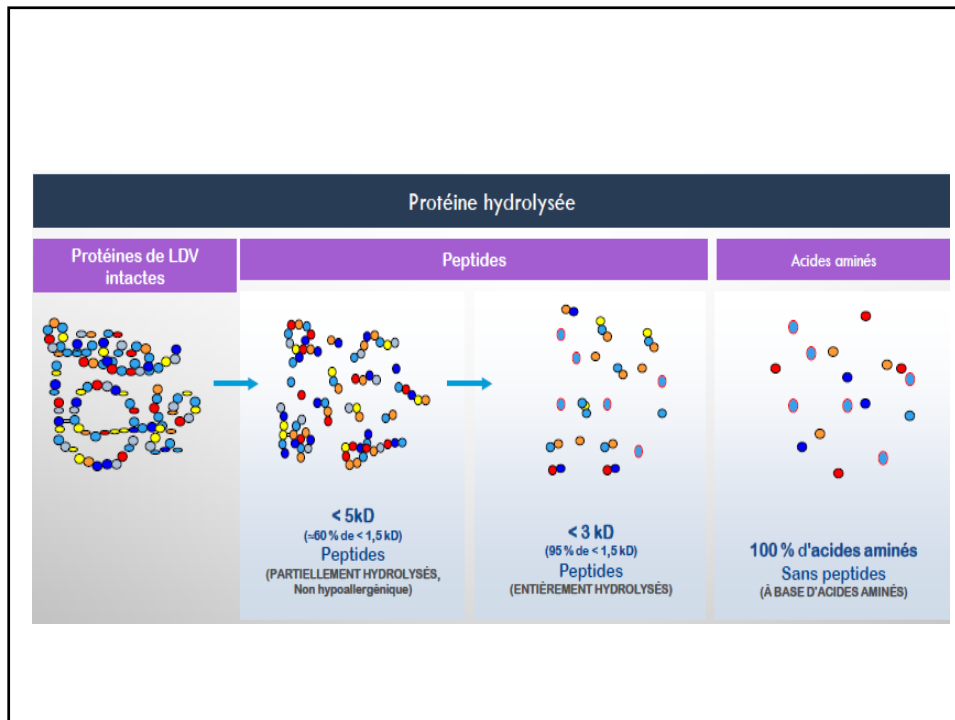 Protéine hydrolysée
Protéines de LDV
intactes
Peptides
Acides aminés
< 5kD
(≈60 % de < 1,5 kD)
Peptides
(PARTIELLEMENT HYDROLYSÉS,
Non hypoallergénique)
< 3 kD
(95 % de < 1,5 kD)
Peptides
(ENTIÈREMENT HYDROLYSÉS)
100 % d'acides aminés
Sans peptides
(À BASE D'ACIDES AMINÉS)